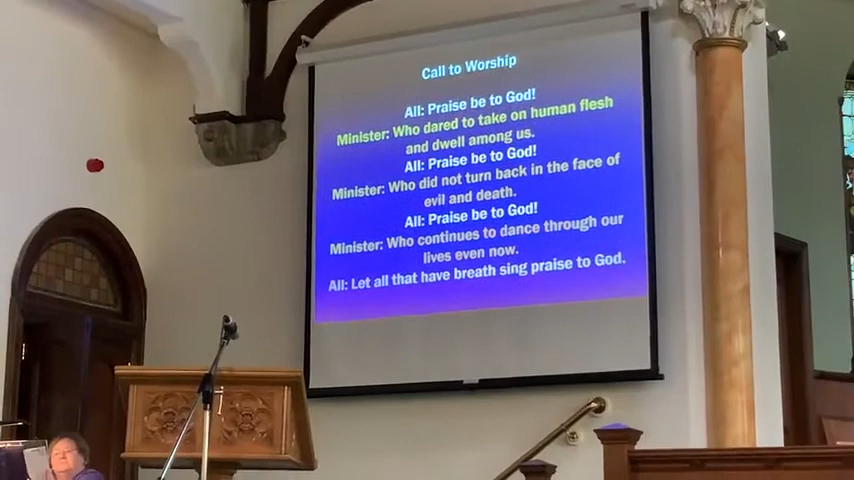 Call to Worship
All: Praise be to God!
Minister: Who dared to take on human flesh
and dwell among us.
All: Praise be to God!
Minister: Who did not turn back in the face of
evil and death.
All: Praise be to God!
Minister: Who continues to dance through our
lives even now.
All: Let all that have breath sing praise to God.